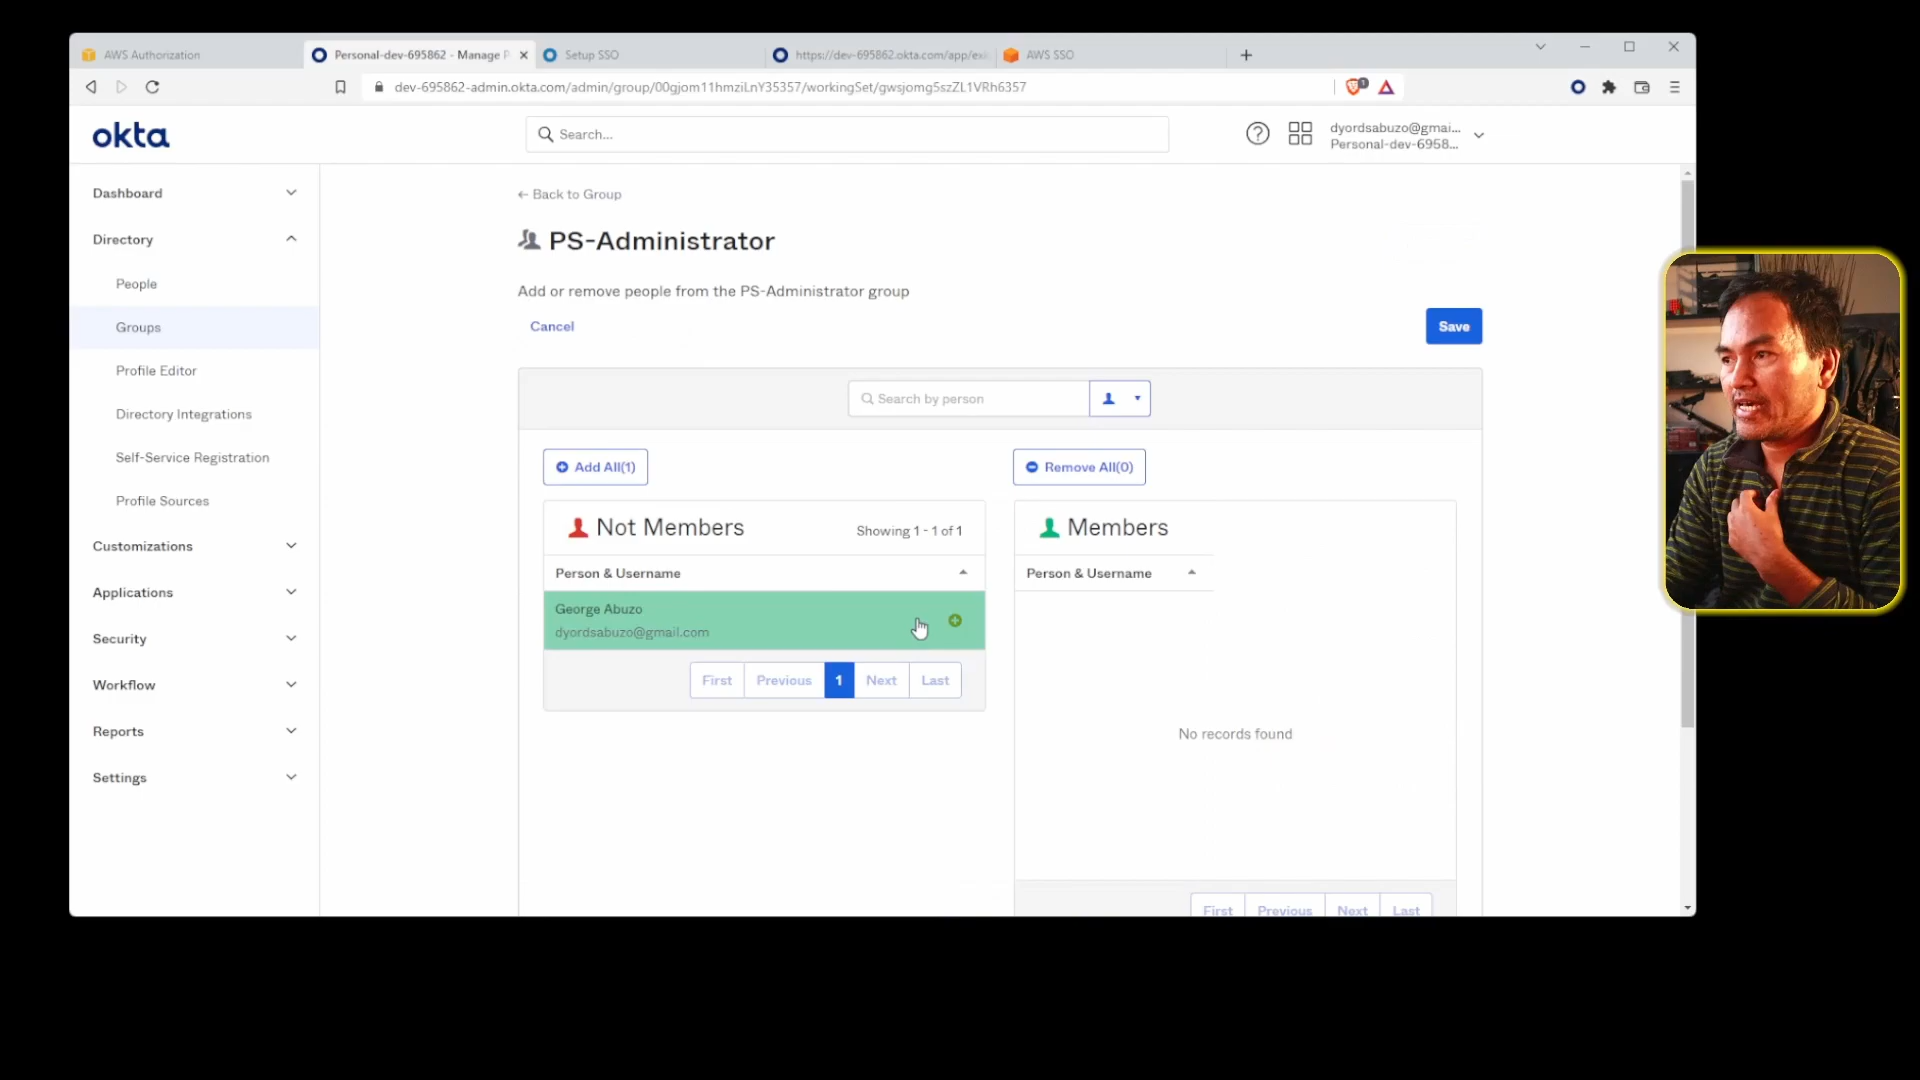 AWS Authorization
Personal-dev-695862 - Manage P
Setup SSO
https://dev-695862.okta.com/app/exk
AWS SSO
dev-695862-admin.okta.com/admin/group/00gjom11hmziLnY35357/workingSet/gwsjomg5szZL1VRh6357
okta
Search...
dyordsabuzo@gmai...
Personal-dev-6958...
Dashboard
Directory
People
Groups
Profile Editor
Directory Integrations
Self-Service Registration
Profile Sources
Customizations
Applications
Security
Workflow
Reports
Settings
← Back to Group
PS-Administrator
Add or remove people from the PS-Administrator group
Cancel
Save
Search by person
Add All(1)
Remove All(0)
Not Members
Showing 1 - 1 of 1
Person & Username
George Abuzo
dyordsabuzo@gmail.com
First Previous 1 Next Last
Members
Person & Username
No records found
First Previous Next Last